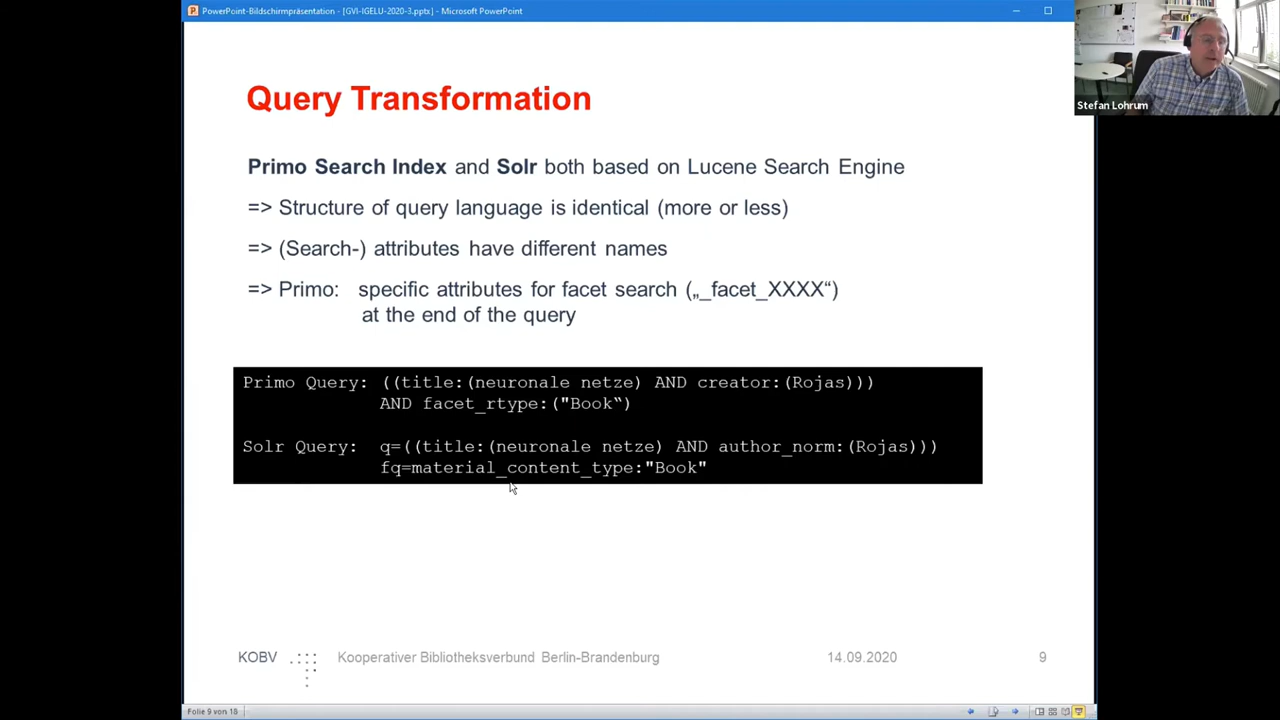 PowerPoint-Bildschirmpräsentation - [GVI-IGELU-2020-3.pptx] - Microsoft PowerPoint
Stefan Lohrum
Query Transformation
Primo Search Index and Solr both based on Lucene Search Engine
=> Structure of query language is identical (more or less)
=> (Search-) attributes have different names
=> Primo: specific attributes for facet search („_facet_XXXX“)
at the end of the query
Primo Query: ((title:(neuronale netze) AND creator:(Rojas)))
AND facet_rtype:("Book“)
Solr Query: q=((title:(neuronale netze) AND author_norm:(Rojas)))
fq=material_content_type:"Book"
KOBV Kooperativer Bibliotheksverbund Berlin-Brandenburg 14.09.2020 9
Folie 9 von 18